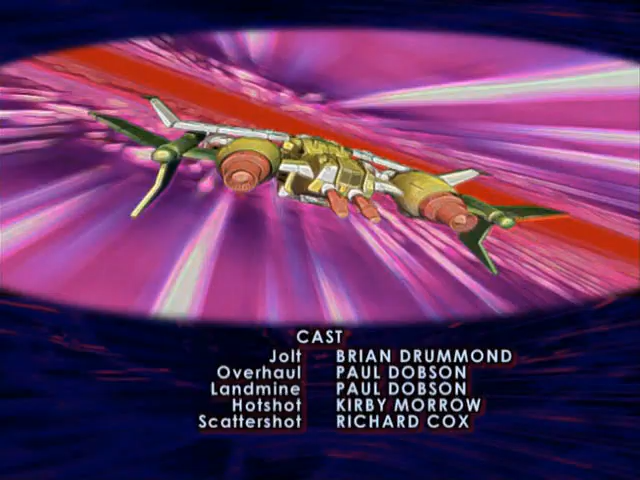 CAST
Jolt BRIAN DRUMMOND
Overhaul PAUL DOBSON
Landmine PAUL DOBSON
Hotshot KIRBY MORROW
Scattershot RICHARD COX